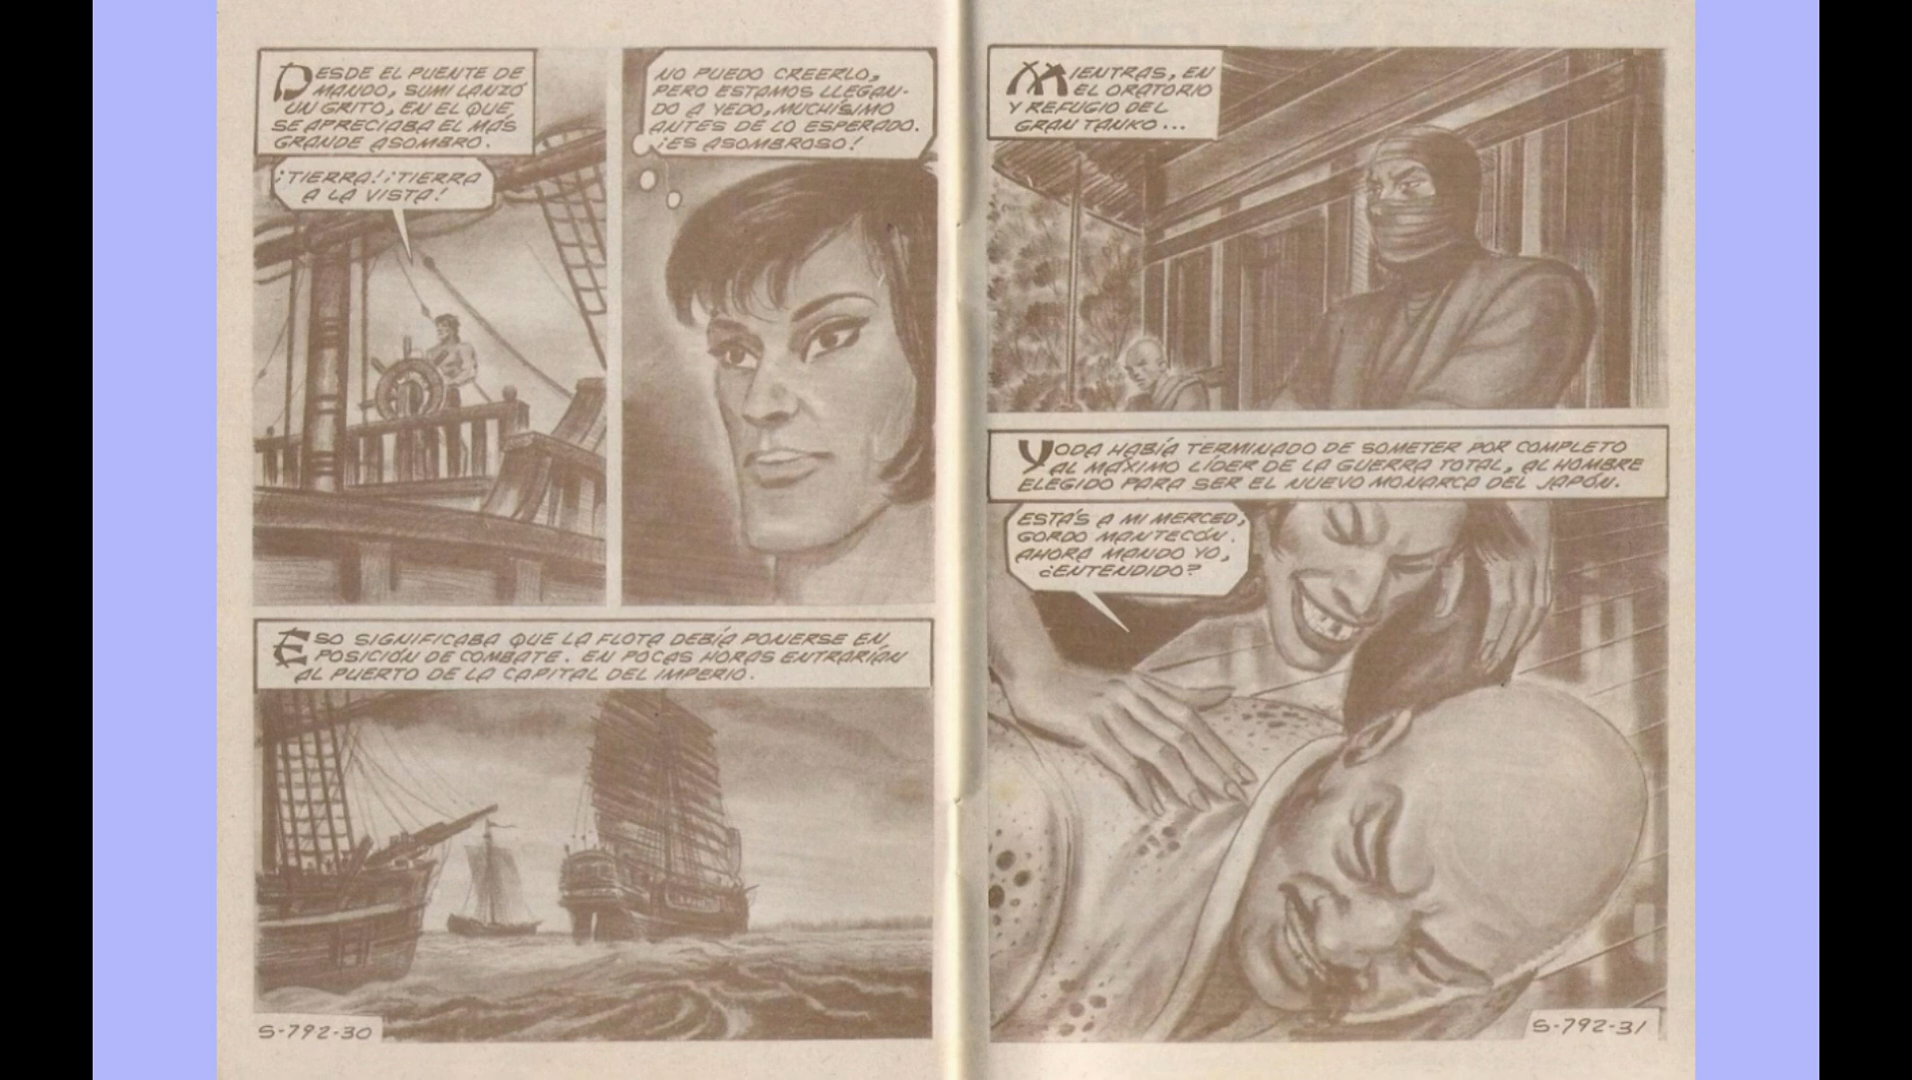 DESDE EL PUENTE DE
MANDO, SUMI LANZÓ
UN GRITO, EN EL QUE
SE APRECIABA EL MÁS
GRANDE ASOMBRO.
¡TIERRA! ¡TIERRA
A LA VISTA!
NO PUEDO CREERLO,
PERO ESTAMOS LLEGAN-
DO A YEDO, MUCHÍSIMO
ANTES DE LO ESPERADO.
¡ES ASOMBROSO!
ESO SIGNIFICABA QUE LA FLOTA DEBÍA PONERSE EN
POSICIÓN DE COMBATE. EN POCAS HORAS ENTRARÍAN
AL PUERTO DE LA CAPITAL DEL IMPERIO.
S-792-30
MIENTRAS, EN
EL ORATORIO
Y REFUGIO DEL
GRAN TANKO...
YODA HABÍA TERMINADO DE SOMETER POR COMPLETO
AL MÁXIMO LÍDER DE LA GUERRA TOTAL, AL HOMBRE
ELEGIDO PARA SER EL NUEVO MONARCA DEL JAPÓN.
ESTÁS A MI MERCED,
GORDO MANTECÓN.
AHORA MANDO YO,
¿ENTENDIDO?
S-792-31